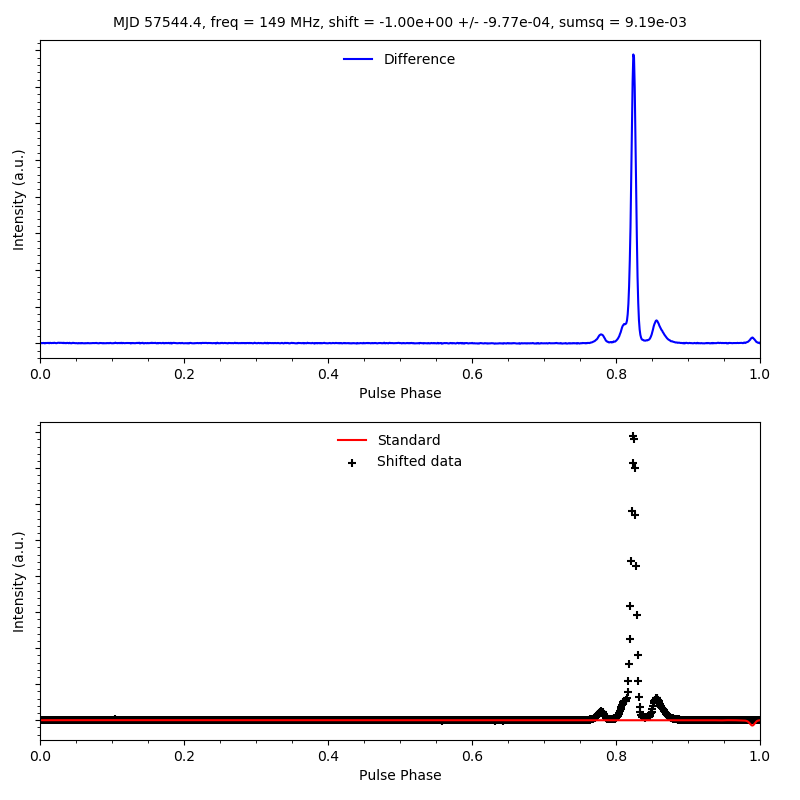 MJD 57544.4, freq = 149 MHz, shift = -1.00e+00 +/- -9.77e-04, sumsq = 9.19e-03
Difference
Intensity (a.u.)
0.0 0.2 0.4 0.6 0.8 1.0
Pulse Phase
Standard
Shifted data
Intensity (a.u.)
0.0 0.2 0.4 0.6 0.8 1.0
Pulse Phase